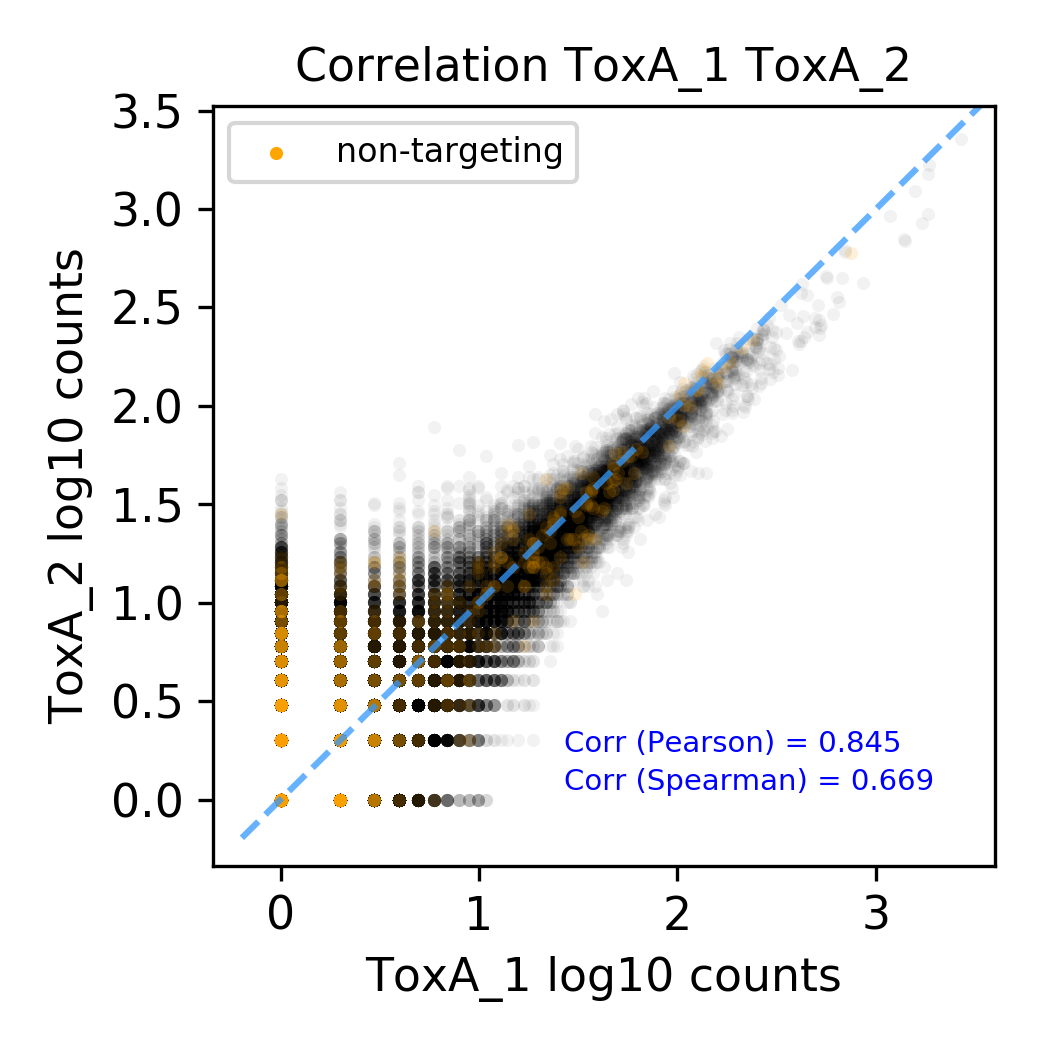 Correlation ToxA_1 ToxA_2
non-targeting
3.5
3.0
2.5
2.0
1.5
1.0
0.5
0.0
ToxA_2 log10 counts
Corr (Pearson) = 0.845
Corr (Spearman) = 0.669
0 1 2 3
ToxA_1 log10 counts